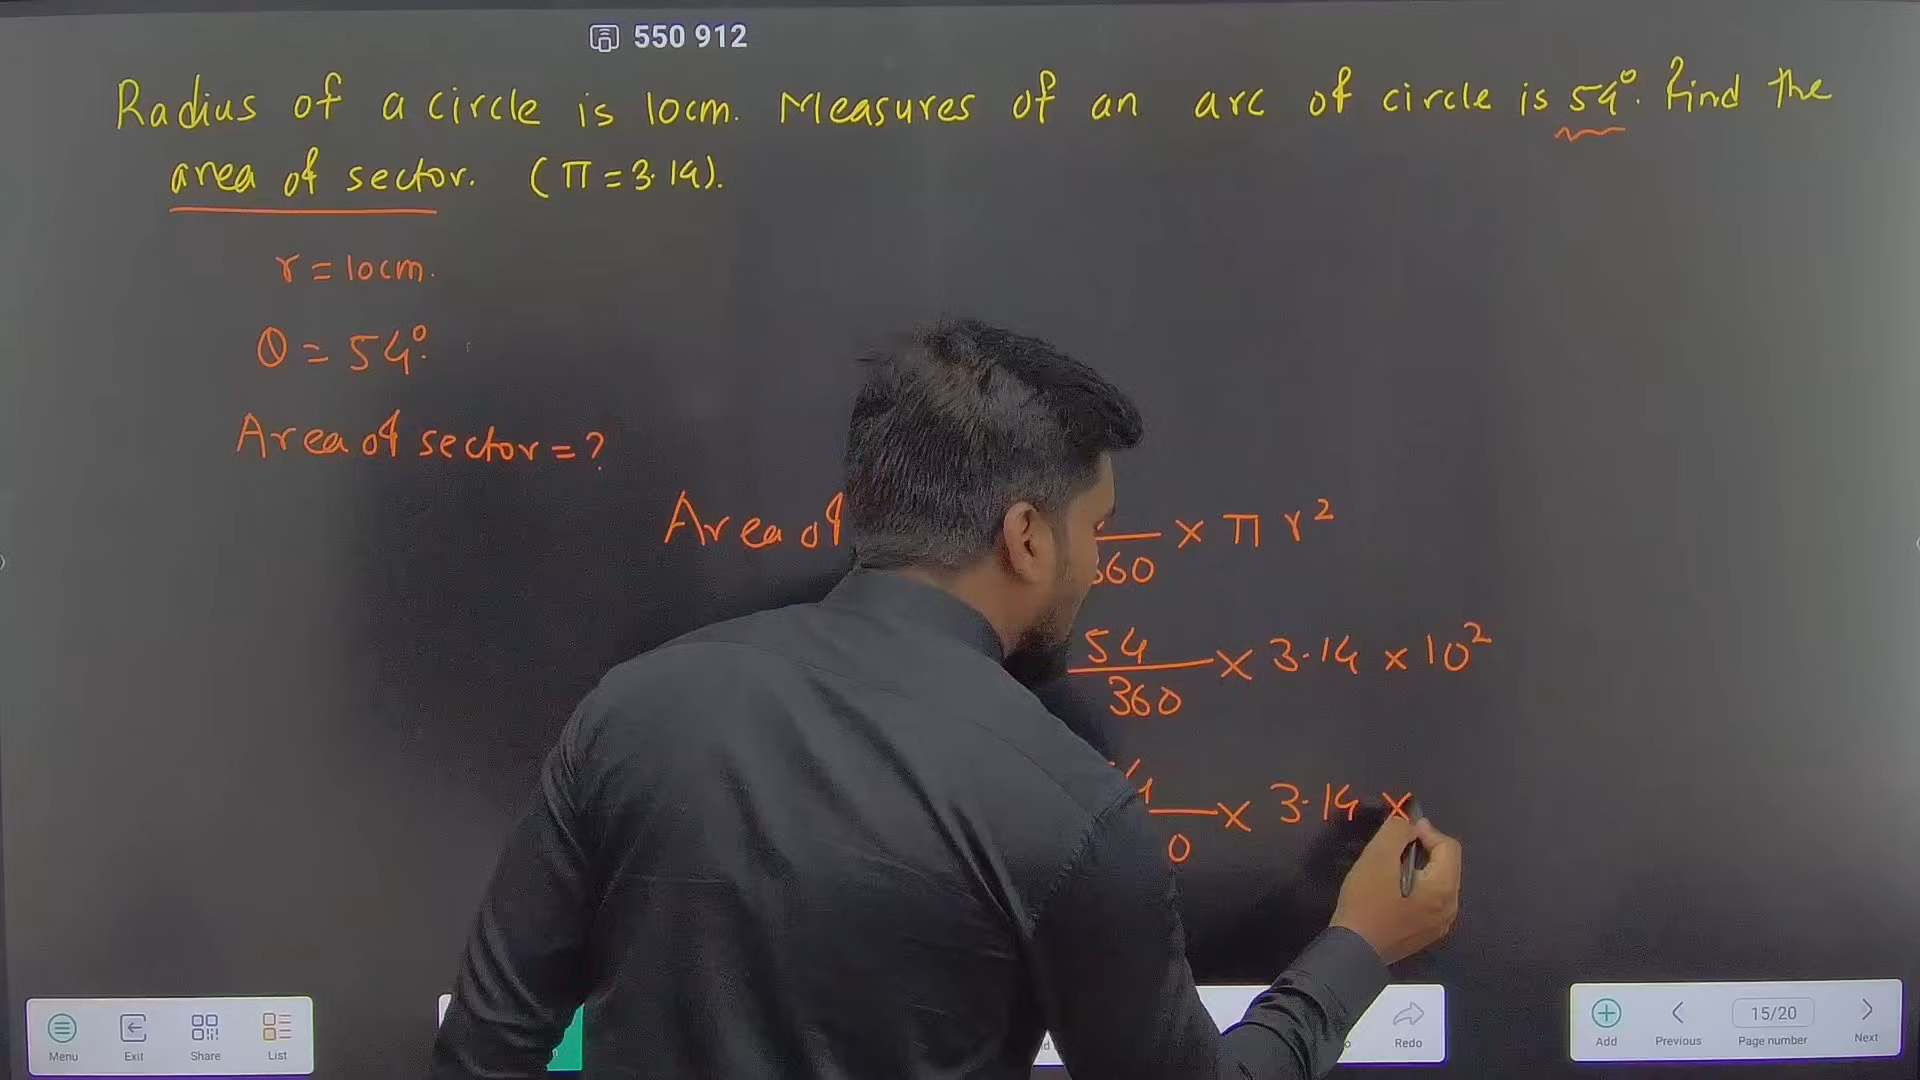 550 912
Radius of a circle is 10cm. Measures of an arc of circle is 54°. Find the
area of sector. (π = 3.14).
r = 10cm.
θ = 54°.
Area of sector = ?
Area of 360 × π r²
54/360 × 3.14 × 10²
4/0 × 3.14 ×
Menu Exit Share List Redo Add Previous 15/20 Page number Next